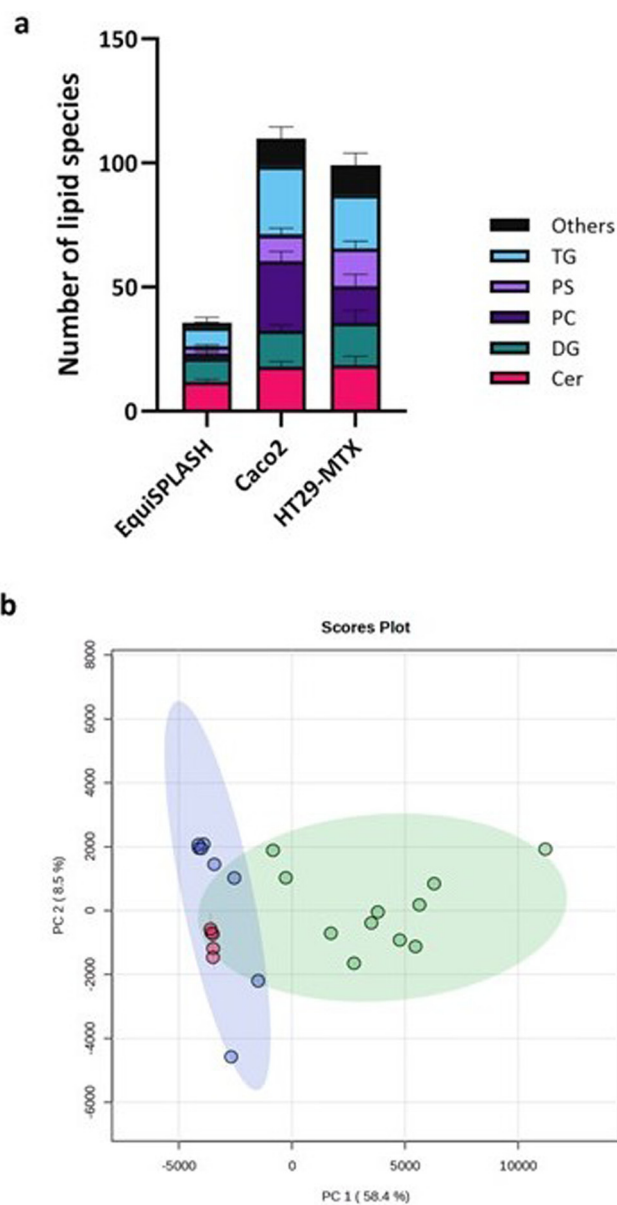 a
150
100
50
0
Number of lipid species
EquiSPLASH
Caco2
HT29-MTX
Others
TG
PS
PC
DG
Cer
b
Scores Plot
PC 2 ( 8.5 %)
8000
6000
4000
2000
0
-2000
-4000
-6000
-5000 0 5000 10000
PC 1 ( 58.4 %)